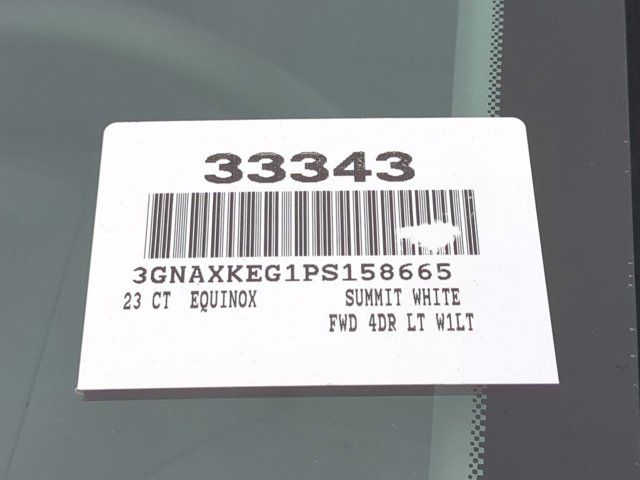 33343
3GNAXKEG1PS158665
23 CT EQUINOX SUMMIT WHITE
FWD 4DR LT W1LT